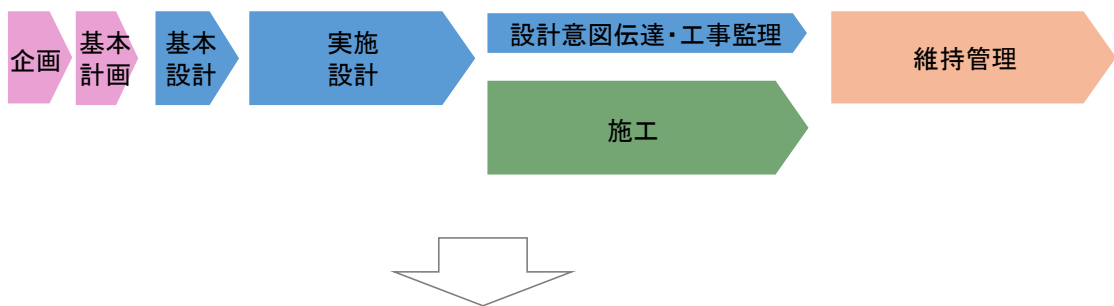 企画
基本
計画
基本
設計
実施
設計
設計意図伝達・工事監理
施工
維持管理